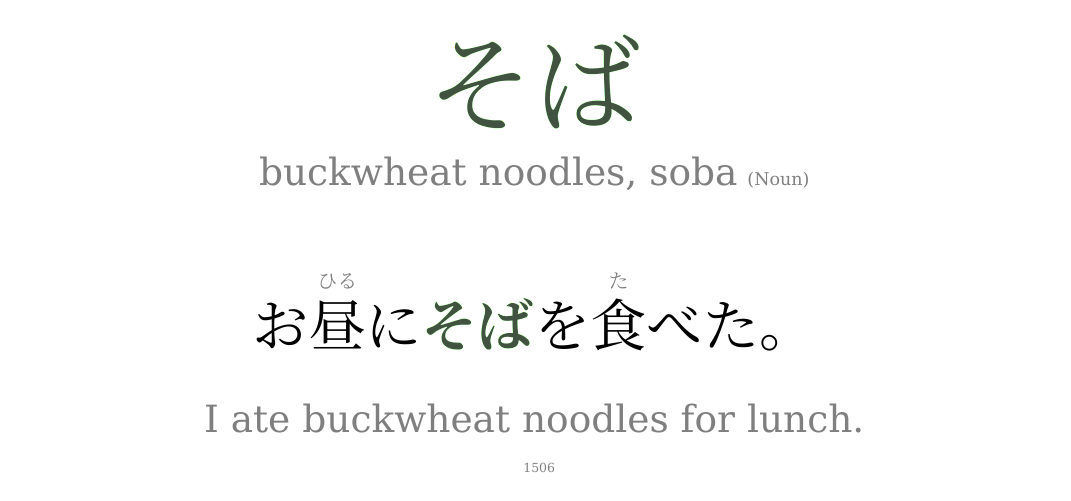 そば
buckwheat noodles, soba (Noun)
ひる た
お昼にそばを食べた。
I ate buckwheat noodles for lunch.
1506